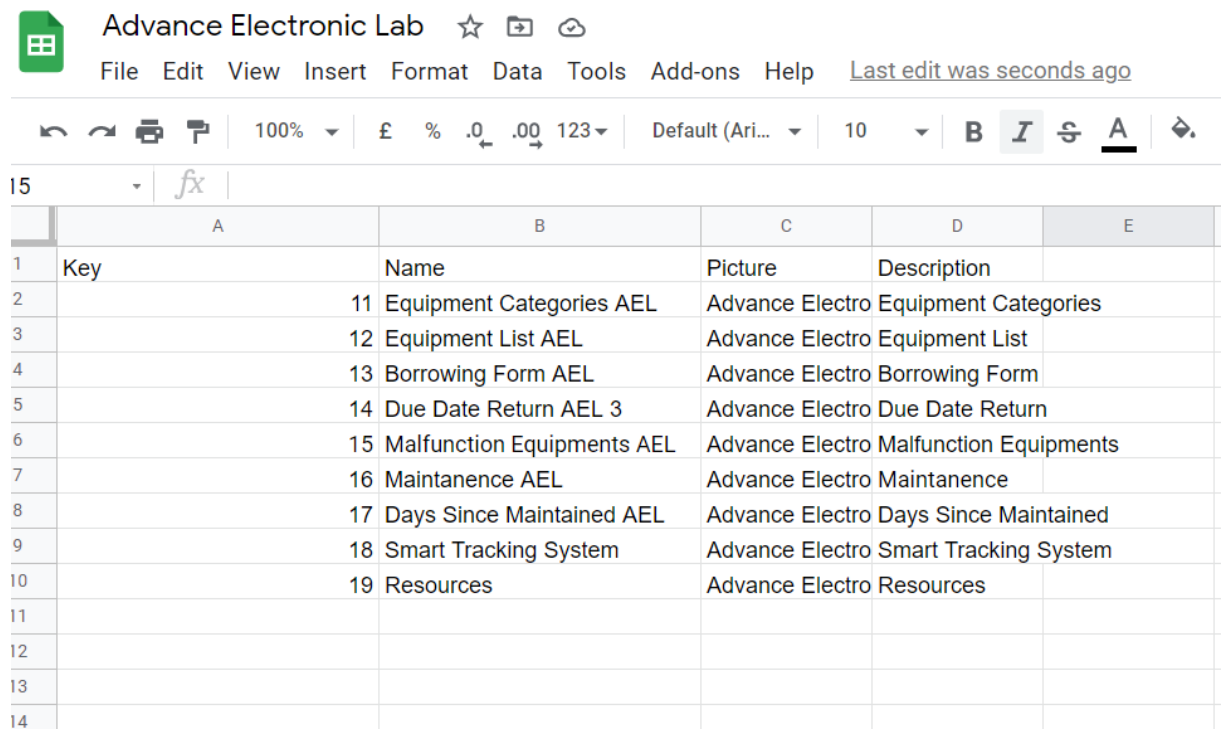 Advance Electronic Lab
File Edit View Insert Format Data Tools Add-ons Help Last edit was seconds ago
100% £ % .0 .00 123 Default (Ari... 10 B I S A
15 fx
A B C D E
1 Key Name Picture Description
2 11 Equipment Categories AEL Advance Electro Equipment Categories
3 12 Equipment List AEL Advance Electro Equipment List
4 13 Borrowing Form AEL Advance Electro Borrowing Form
5 14 Due Date Return AEL 3 Advance Electro Due Date Return
6 15 Malfunction Equipments AEL Advance Electro Malfunction Equipments
7 16 Maintanence AEL Advance Electro Maintanence
8 17 Days Since Maintained AEL Advance Electro Days Since Maintained
9 18 Smart Tracking System Advance Electro Smart Tracking System
10 19 Resources Advance Electro Resources
11
12
13
14